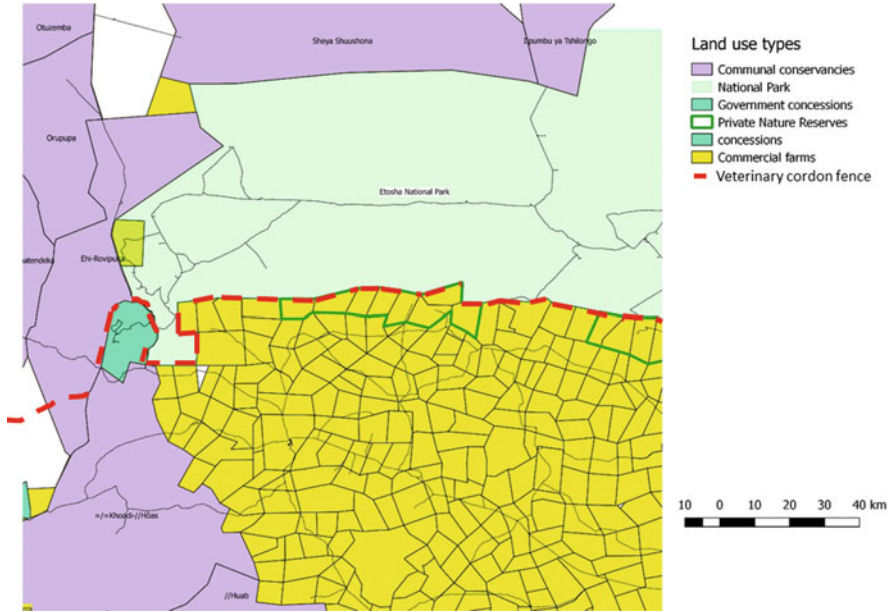 Otuzemba
Sheya Shuushona
Ipumbu ya Tshilongo
Orupupa
Etosha National Park
Ehi-Rovipuka
=/=Khoadi-//Hôas
//Huab
Land use types
Communal conservancies
National Park
Government concessions
Private Nature Reserves
concessions
Commercial farms
Veterinary cordon fence
10 0 10 20 30 40 km